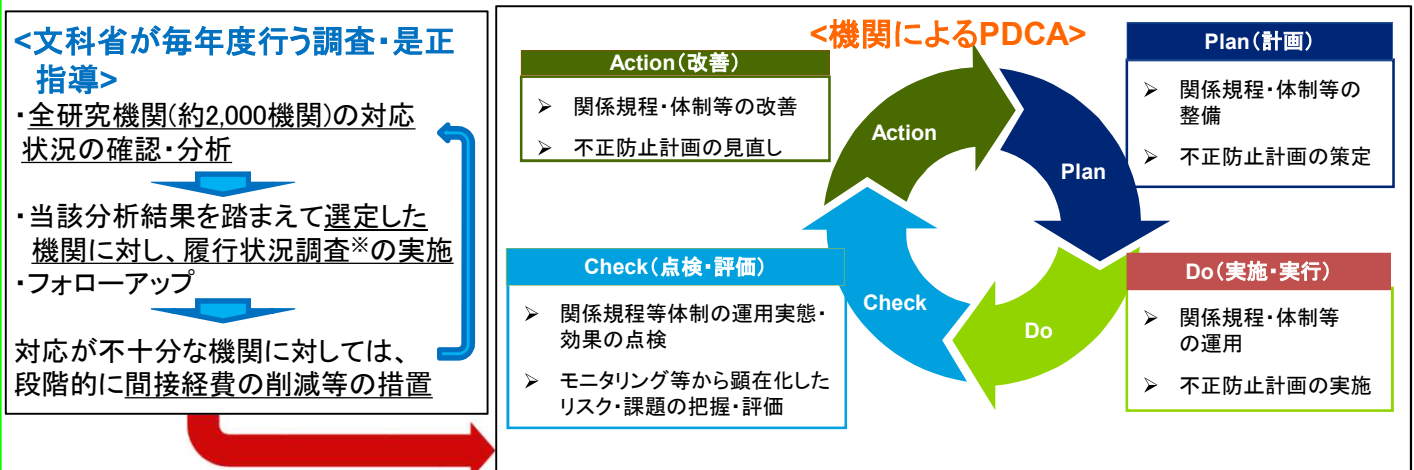 <文科省が毎年度行う調査・是正
指導>
・全研究機関(約2,000機関)の対応
状況の確認・分析
・当該分析結果を踏まえて選定した
機関に対し、履行状況調査※の実施
・フォローアップ
対応が不十分な機関に対しては、
段階的に間接経費の削減等の措置
<機関によるPDCA>
Action(改善)
➢ 関係規程・体制等の改善
➢ 不正防止計画の見直し
Plan(計画)
➢ 関係規程・体制等の
整備
➢ 不正防止計画の策定
Action
Plan
Check
Do
Check(点検・評価)
➢ 関係規程等体制の運用実態・
効果の点検
➢ モニタリング等から顕在化した
リスク・課題の把握・評価
Do(実施・実行)
➢ 関係規程・体制等
の運用
➢ 不正防止計画の実施